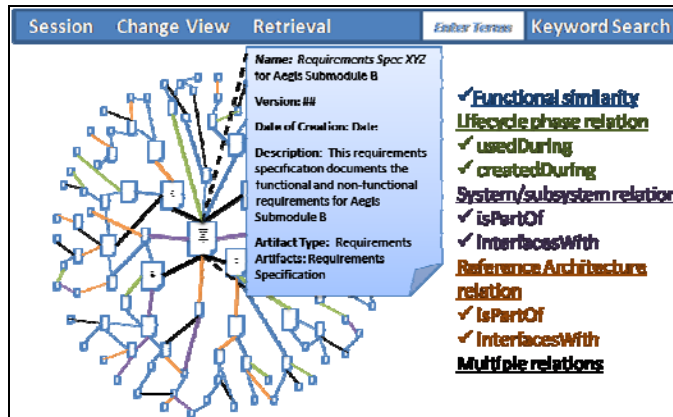 Session Change View Retrieval Enter Terms Keyword Search
Name: Requirements Spec XYZ
for Aegis Submodule B
Version: ##
Date of Creation: Date
Description: This requirements
specification documents the
functional and non-functional
requirements for Aegis
Submodule B
Artifact Type: Requirements
Artifacts: Requirements
Specification
✓Functional similarity
Lifecycle phase relation
✓ usedDuring
✓ createdDuring
System/subsystem relation
✓ isPartOf
✓ interfacesWith
Reference Architecture
relation
✓ isPartOf
✓ interfacesWith
Multiple relations